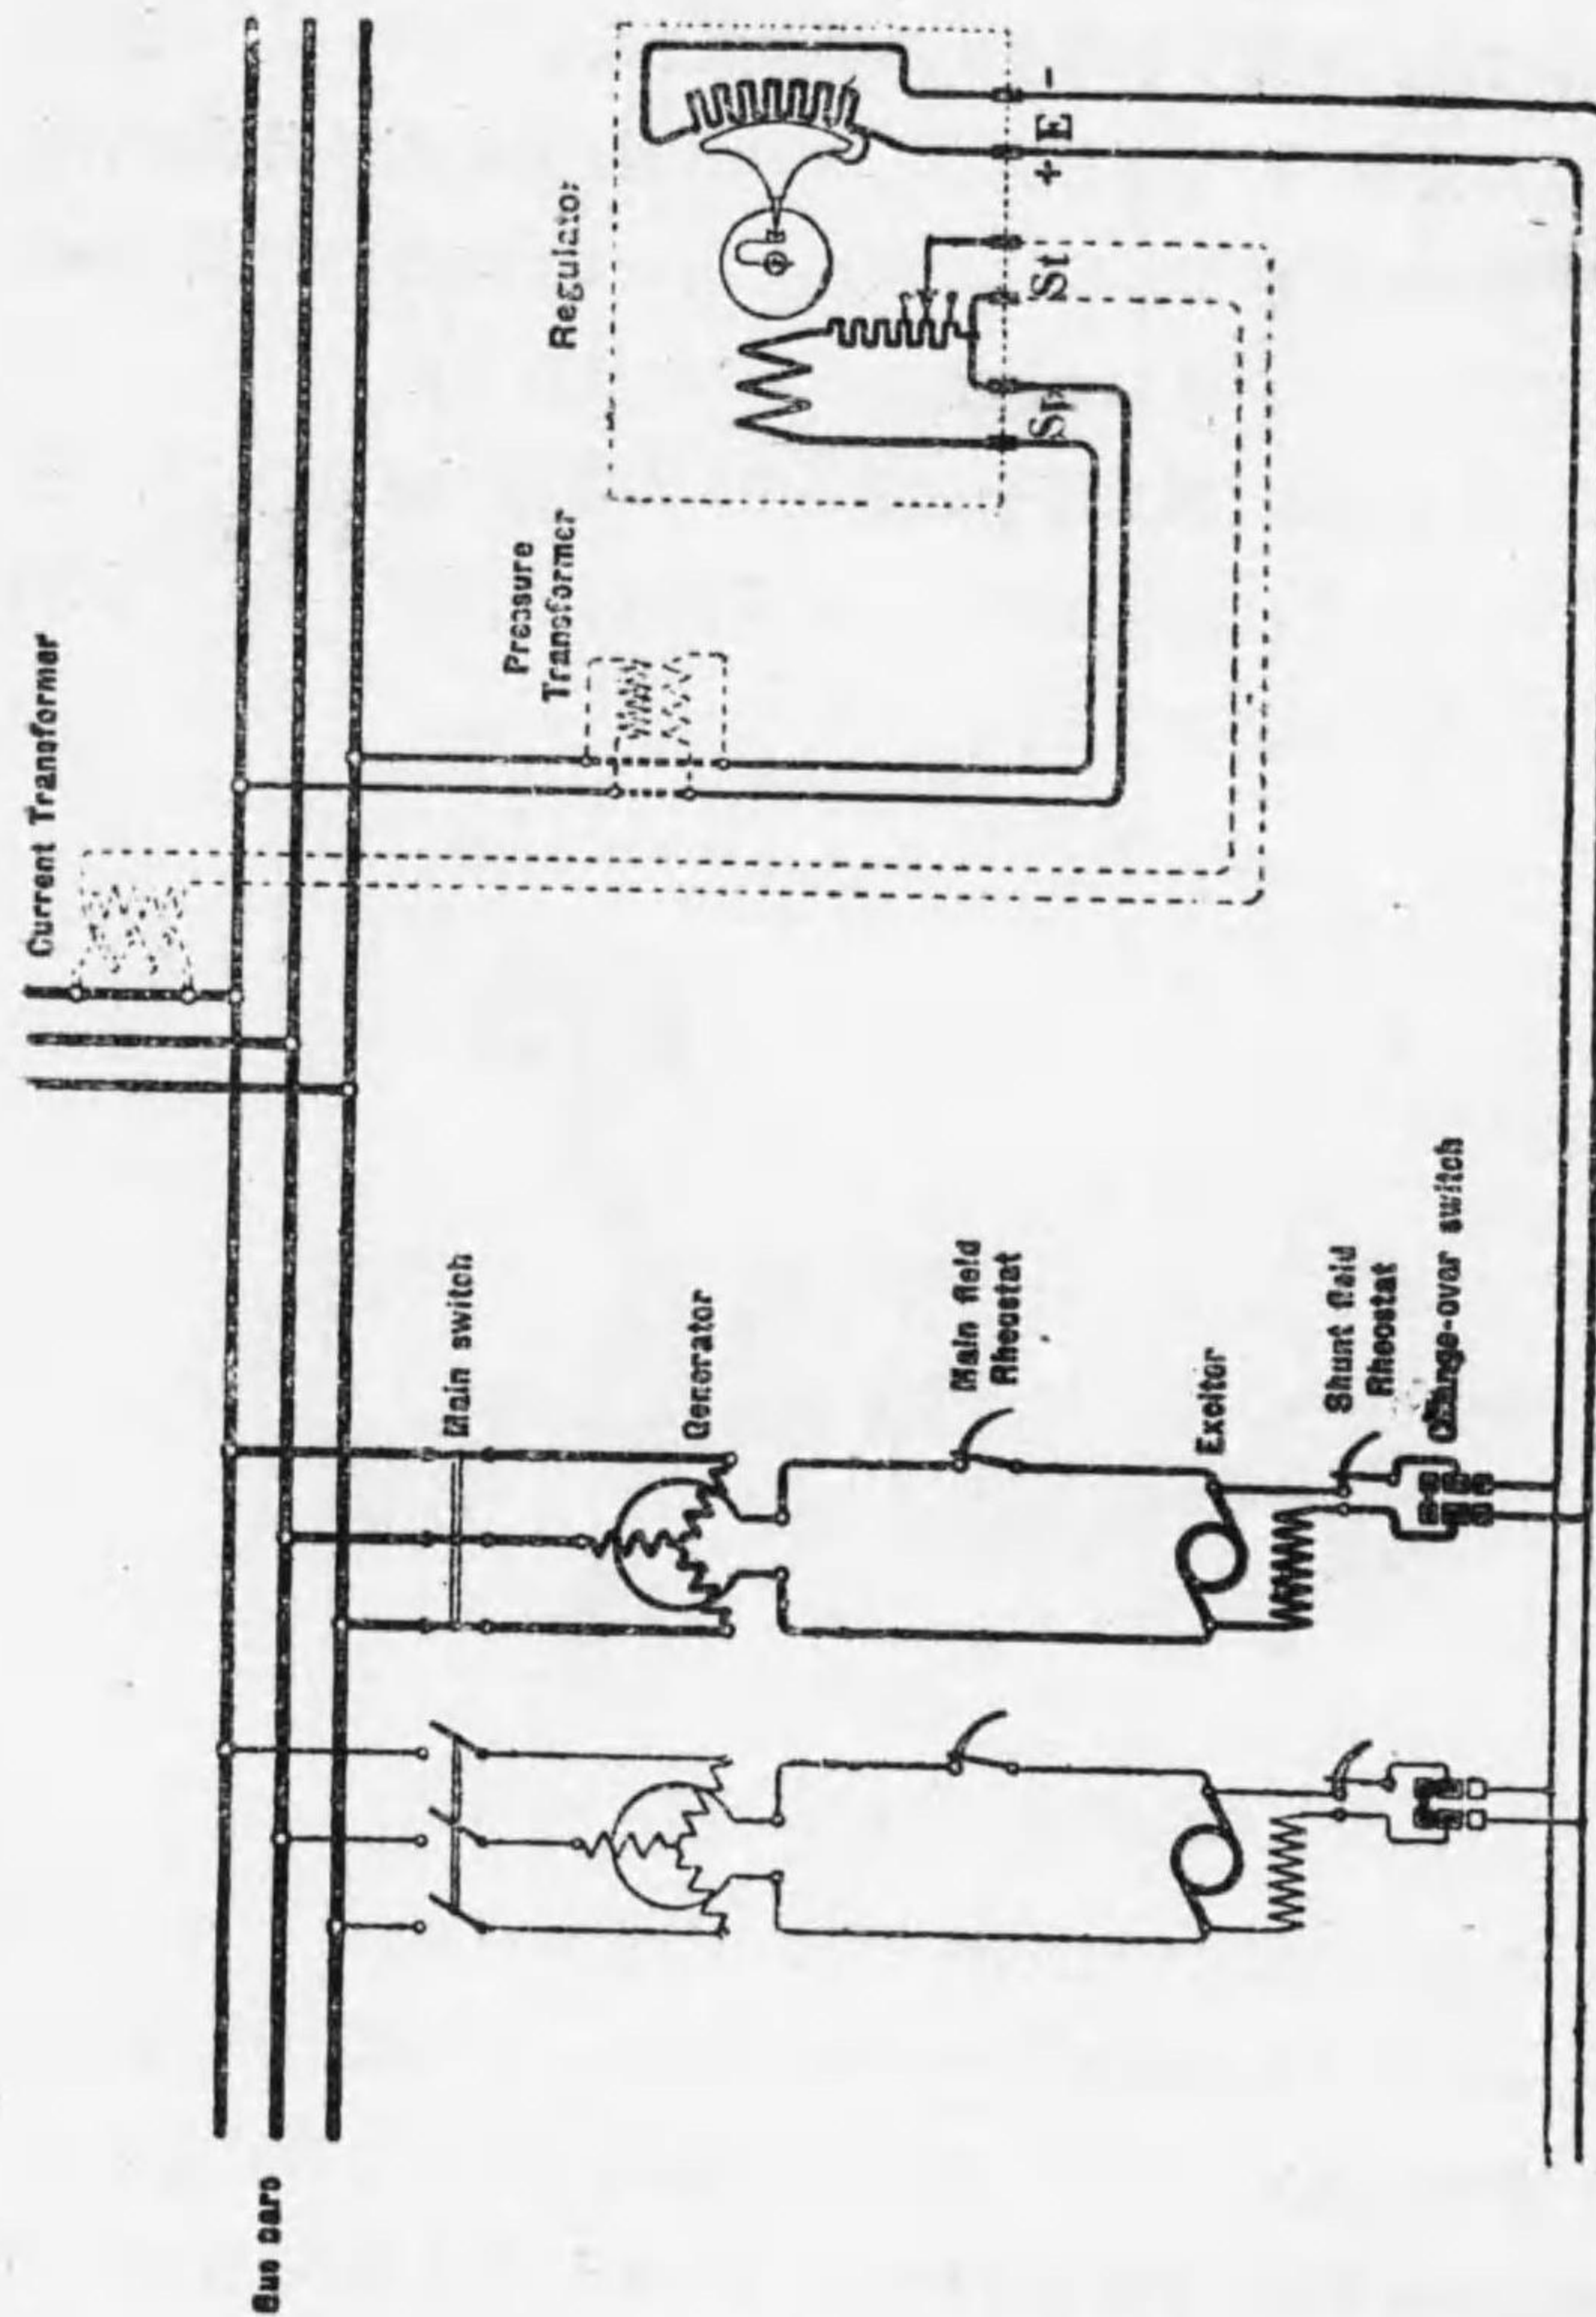 Current Transformer
Pressure
Transformer
Regulator
Sp
St
+ E -
Main switch
Generator
Main field
Rheostat
Exciter
Shunt field
Rheostat
Change-over switch
Bus bars